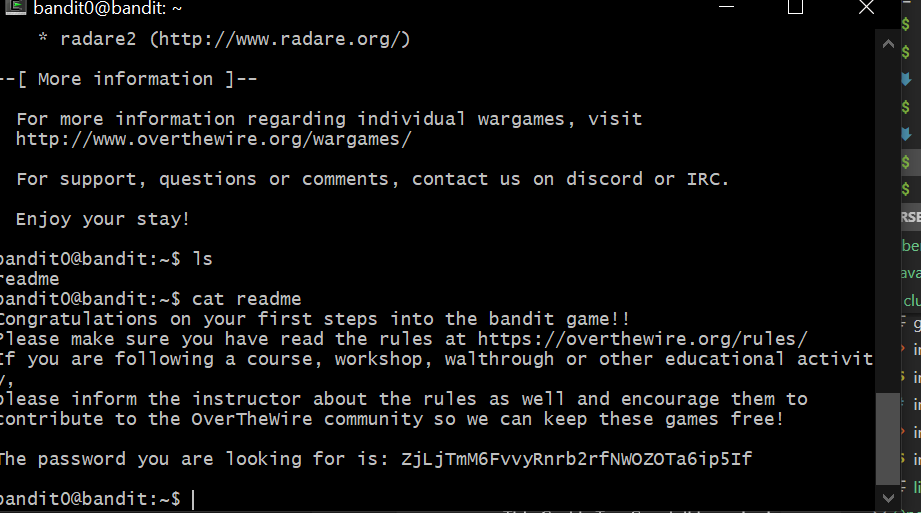 bandit0@bandit: ~
* radare2 (http://www.radare.org/)
--[ More information ]--
For more information regarding individual wargames, visit
http://www.overthewire.org/wargames/
For support, questions or comments, contact us on discord or IRC.
Enjoy your stay!
bandit0@bandit:~$ ls
readme
bandit0@bandit:~$ cat readme
Congratulations on your first steps into the bandit game!!
Please make sure you have read the rules at https://overthewire.org/rules/
If you are following a course, workshop, walthrough or other educational activit
y,
please inform the instructor about the rules as well and encourage them to
contribute to the OverTheWire community so we can keep these games free!
The password you are looking for is: ZjLjTmM6FvvyRnrb2rfNWOZOTa6ip5If
bandit0@bandit:~$